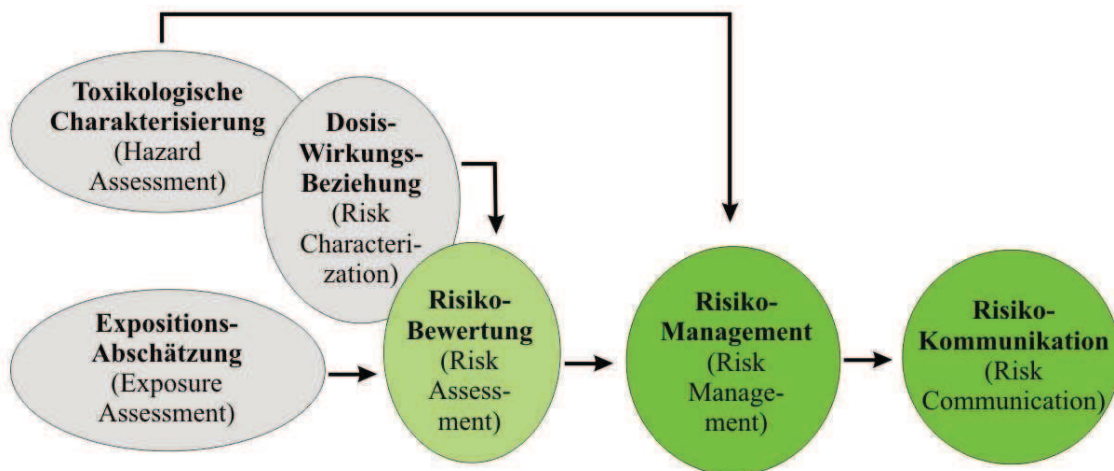 Toxikologische
Charakterisierung
(Hazard
Assessment)
Dosis-
Wirkungs-
Beziehung
(Risk
Characteri-
zation)
Expositions-
Abschätzung
(Exposure
Assessment)
Risiko-
Bewertung
(Risk
Assess-
ment)
Risiko-
Management
(Risk
Manage-
ment)
Risiko-
Kommunikation
(Risk
Communication)